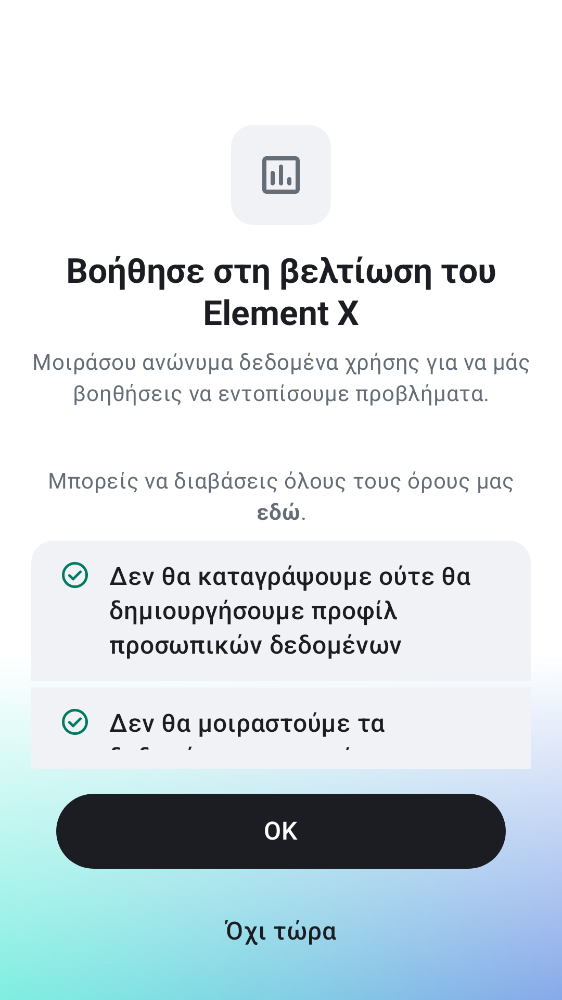 Βοήθησε στη βελτίωση του
Element X
Μοιράσου ανώνυμα δεδομένα χρήσης για να μάς
βοηθήσεις να εντοπίσουμε προβλήματα.
Μπορείς να διαβάσεις όλους τους όρους μας
εδώ.
Δεν θα καταγράψουμε ούτε θα
δημιουργήσουμε προφίλ
προσωπικών δεδομένων
Δεν θα μοιραστούμε τα
OK
Όχι τώρα